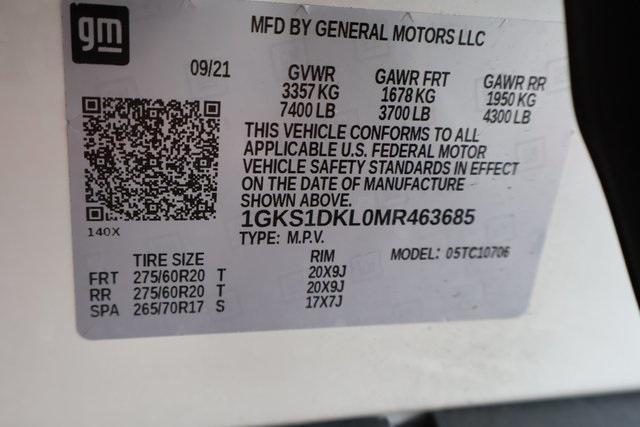 gm
MFD BY GENERAL MOTORS LLC
09/21 GVWR GAWR FRT GAWR RR
3357 KG 1678 KG 1950 KG
7400 LB 3700 LB 4300 LB
THIS VEHICLE CONFORMS TO ALL
APPLICABLE U.S. FEDERAL MOTOR
VEHICLE SAFETY STANDARDS IN EFFECT
ON THE DATE OF MANUFACTURE
SHOWN ABOVE.
1GKS1DKL0MR463685
140X
TYPE: M.P.V. MODEL: 05TC10706
TIRE SIZE RIM
FRT 275/60R20 T 20X9J
RR 275/60R20 T 20X9J
SPA 265/70R17 S 17X7J